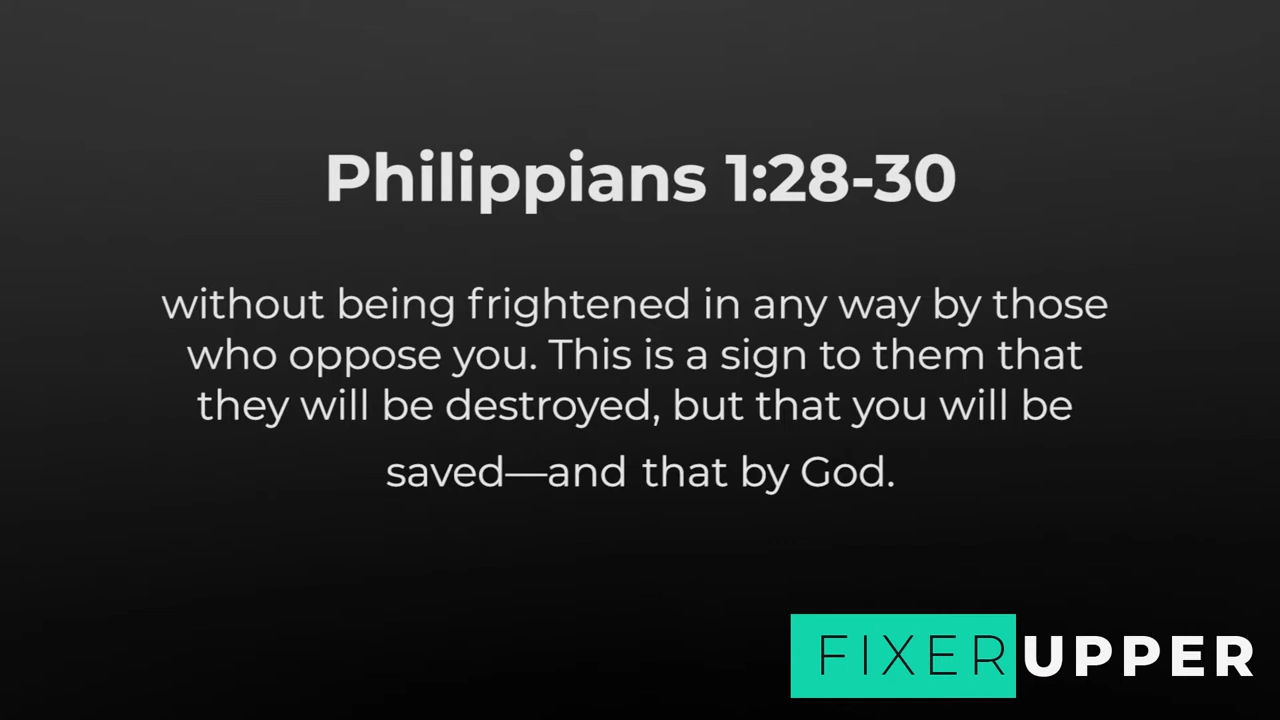 Philippians 1:28-30
without being frightened in any way by those
who oppose you. This is a sign to them that
they will be destroyed, but that you will be
saved—and that by God.
FIXERUPPER